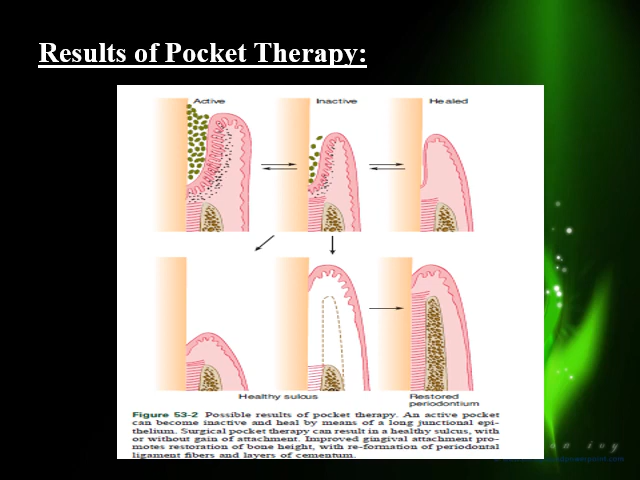 Results of Pocket Therapy:
Active
Inactive
Healed
Healthy sulcus
Restored
periodontium
Figure 53-2 Possible results of pocket therapy. An active pocket
can become inactive and heal by means of a long junctional epi-
thelium. Surgical pocket therapy can result in a healthy sulcus, with
or without gain of attachment. Improved gingival attachment pro-
motes restoration of bone height, with re-formation of periodontal
ligament fibers and layers of cementum.
on ivy